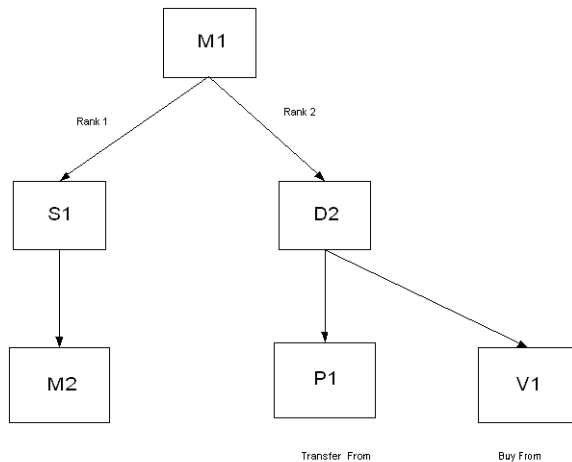 M1
Rank 1
Rank 2
S1
D2
M2
P1
V1
Transfer From
Buy From